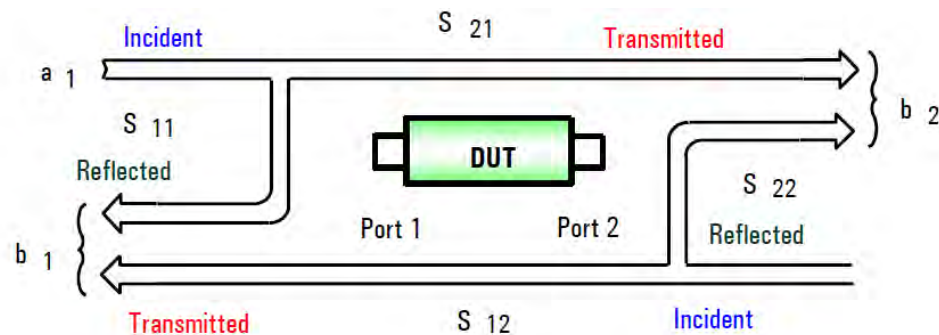 S 21
Incident
Transmitted
a 1
b 2
S 11
DUT
Reflected
S 22
Port 1
Port 2
Reflected
b 1
Transmitted
S 12
Incident